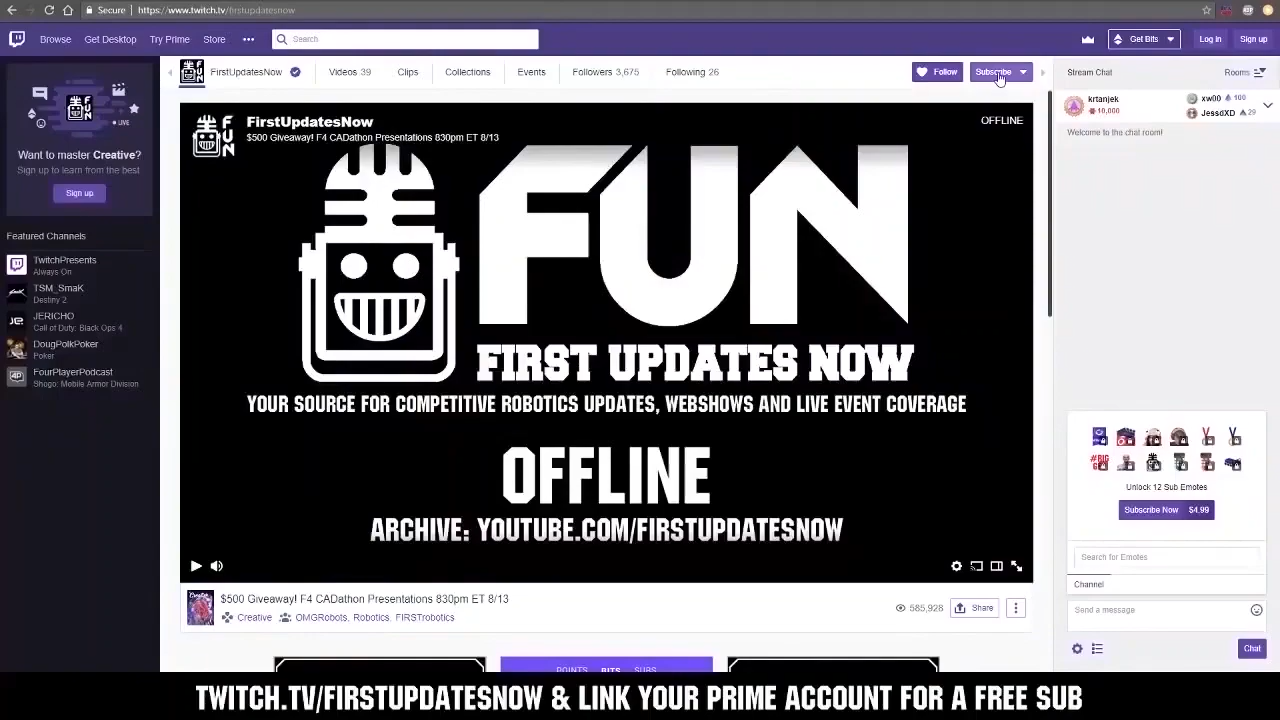 Secure https://www.twitch.tv/firstupdatesnow
Browse Get Desktop Try Prime Store Search Get Bits Log in Sign up
FUN
Want to master Creative?
Sign up to learn from the best
Sign up
Featured Channels
TwitchPresents
Always On
TSM_SmaK
Destiny 2
JERICHO
Call of Duty: Black Ops 4
DougPolkPoker
Poker
FourPlayerPodcast
Shogo: Mobile Armor Division
FUN
FirstUpdatesNow Videos 39 Clips Collections Events Followers 3,675 Following 26 Follow Subscribe
FUN
FirstUpdatesNow
$500 Giveaway! F4 CADathon Presentations 830pm ET 8/13
OFFLINE
FUN
FIRST UPDATES NOW
YOUR SOURCE FOR COMPETITIVE ROBOTICS UPDATES, WEBSHOWS AND LIVE EVENT COVERAGE
OFFLINE
ARCHIVE: YOUTUBE.COM/FIRSTUPDATESNOW
$500 Giveaway! F4 CADathon Presentations 830pm ET 8/13
Creative OMGRobots, Robotics, FIRSTrobotics
585,928 Share
POINTS BITS SUBS
Stream Chat Rooms
krtanjek
10,000
xw00 100
JessdXD 29
Welcome to the chat room!
Unlock 12 Sub Emotes
Subscribe Now $4.99
Search for Emotes
Channel
Send a message
Chat
TWITCH.TV/FIRSTUPDATESNOW & LINK YOUR PRIME ACCOUNT FOR A FREE SUB